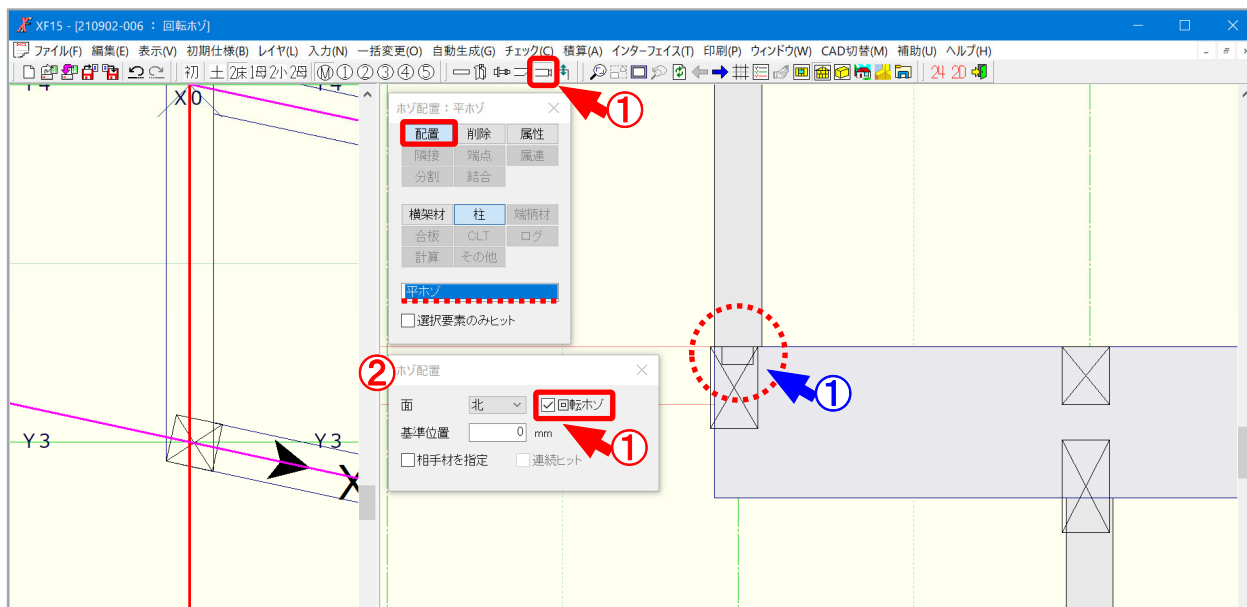 XF15 - [210902-006 ： 回転ホゾ]
ファイル(F) 編集(E) 表示(V) 初期仕様(B) レイヤ(L) 入力(N) 一括変更(O) 自動生成(G) チェック(C) 積算(A) インターフェイス(T) 印刷(P) ウィンドウ(W) CAD切替(M) 補助(U) ヘルプ(H)
初 土 2床 1母 2小 2母 Ⓜ ① ② ③ ④ ⑤ 24 2D
Y4 Y4
X0
ホゾ配置：平ホゾ
①
配置 削除 属性
隣接 端点 属連
分割 結合
横架材 柱 端柄材
合板 CLT ログ
計算 その他
平ホゾ
選択要素のみヒット
②
ホゾ配置
面 北 回転ホゾ
①
基準位置 0 mm
①
相手材を指定 連続ヒット
Y3 Y3
X